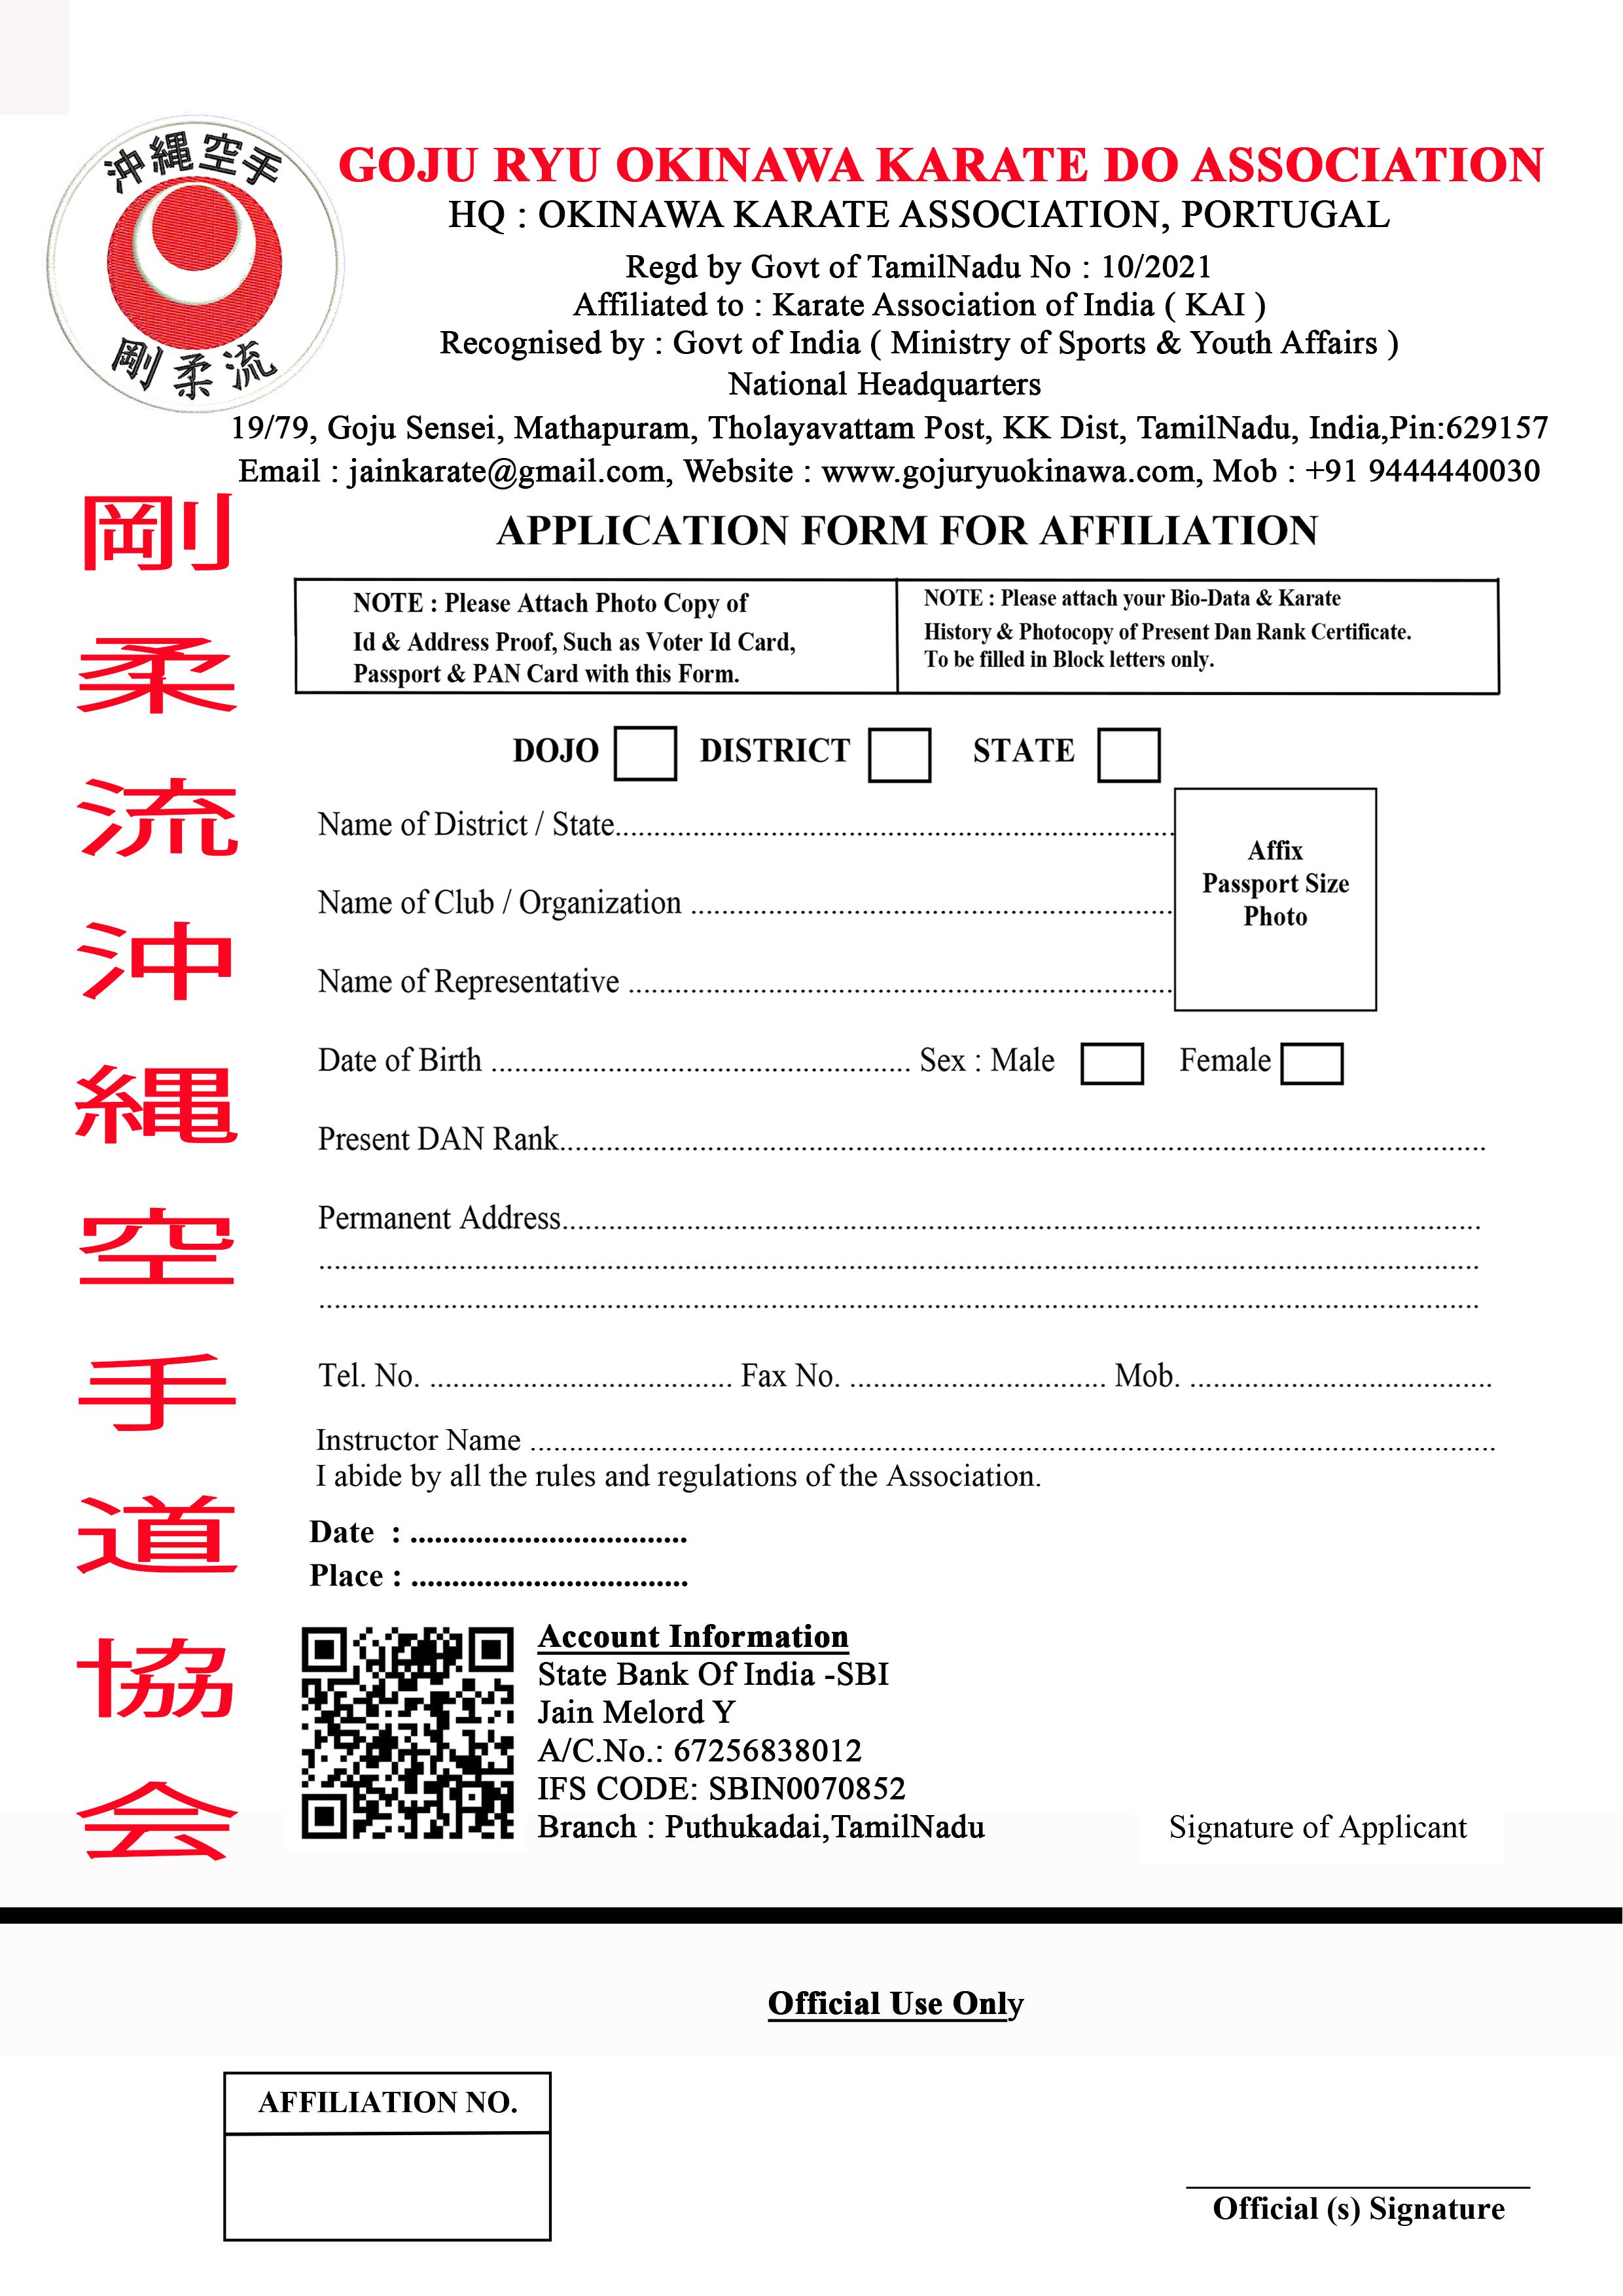 沖縄空手
剛柔流
GOJU RYU OKINAWA KARATE DO ASSOCIATION
HQ : OKINAWA KARATE ASSOCIATION, PORTUGAL
Regd by Govt of TamilNadu No : 10/2021
Affiliated to : Karate Association of India ( KAI )
Recognised by : Govt of India ( Ministry of Sports & Youth Affairs )
National Headquarters
19/79, Goju Sensei, Mathapuram, Tholayavattam Post, KK Dist, TamilNadu, India,Pin:629157
Email : jainkarate@gmail.com, Website : www.gojuryuokinawa.com, Mob : +91 9444440030
剛柔流沖縄空手道協会
APPLICATION FORM FOR AFFILIATION
NOTE : Please Attach Photo Copy of
Id & Address Proof, Such as Voter Id Card,
Passport & PAN Card with this Form.
NOTE : Please attach your Bio-Data & Karate
History & Photocopy of Present Dan Rank Certificate.
To be filled in Block letters only.
DOJO DISTRICT STATE
Name of District / State........................................................................
Affix
Passport Size
Photo
Name of Club / Organization ..............................................................
Name of Representative ......................................................................
Date of Birth ...................................................... Sex : Male Female
Present DAN Rank.......................................................................................................................
Permanent Address......................................................................................................................
.....................................................................................................................................................
.....................................................................................................................................................
Tel. No. ....................................... Fax No. ................................. Mob. .......................................
Instructor Name ............................................................................................................................
I abide by all the rules and regulations of the Association.
Date : ..................................
Place : ..................................
Account Information
State Bank Of India -SBI
Jain Melord Y
A/C.No.: 67256838012
IFS CODE: SBIN0070852
Branch : Puthukadai,TamilNadu
Signature of Applicant
Official Use Only
AFFILIATION NO.
Official (s) Signature